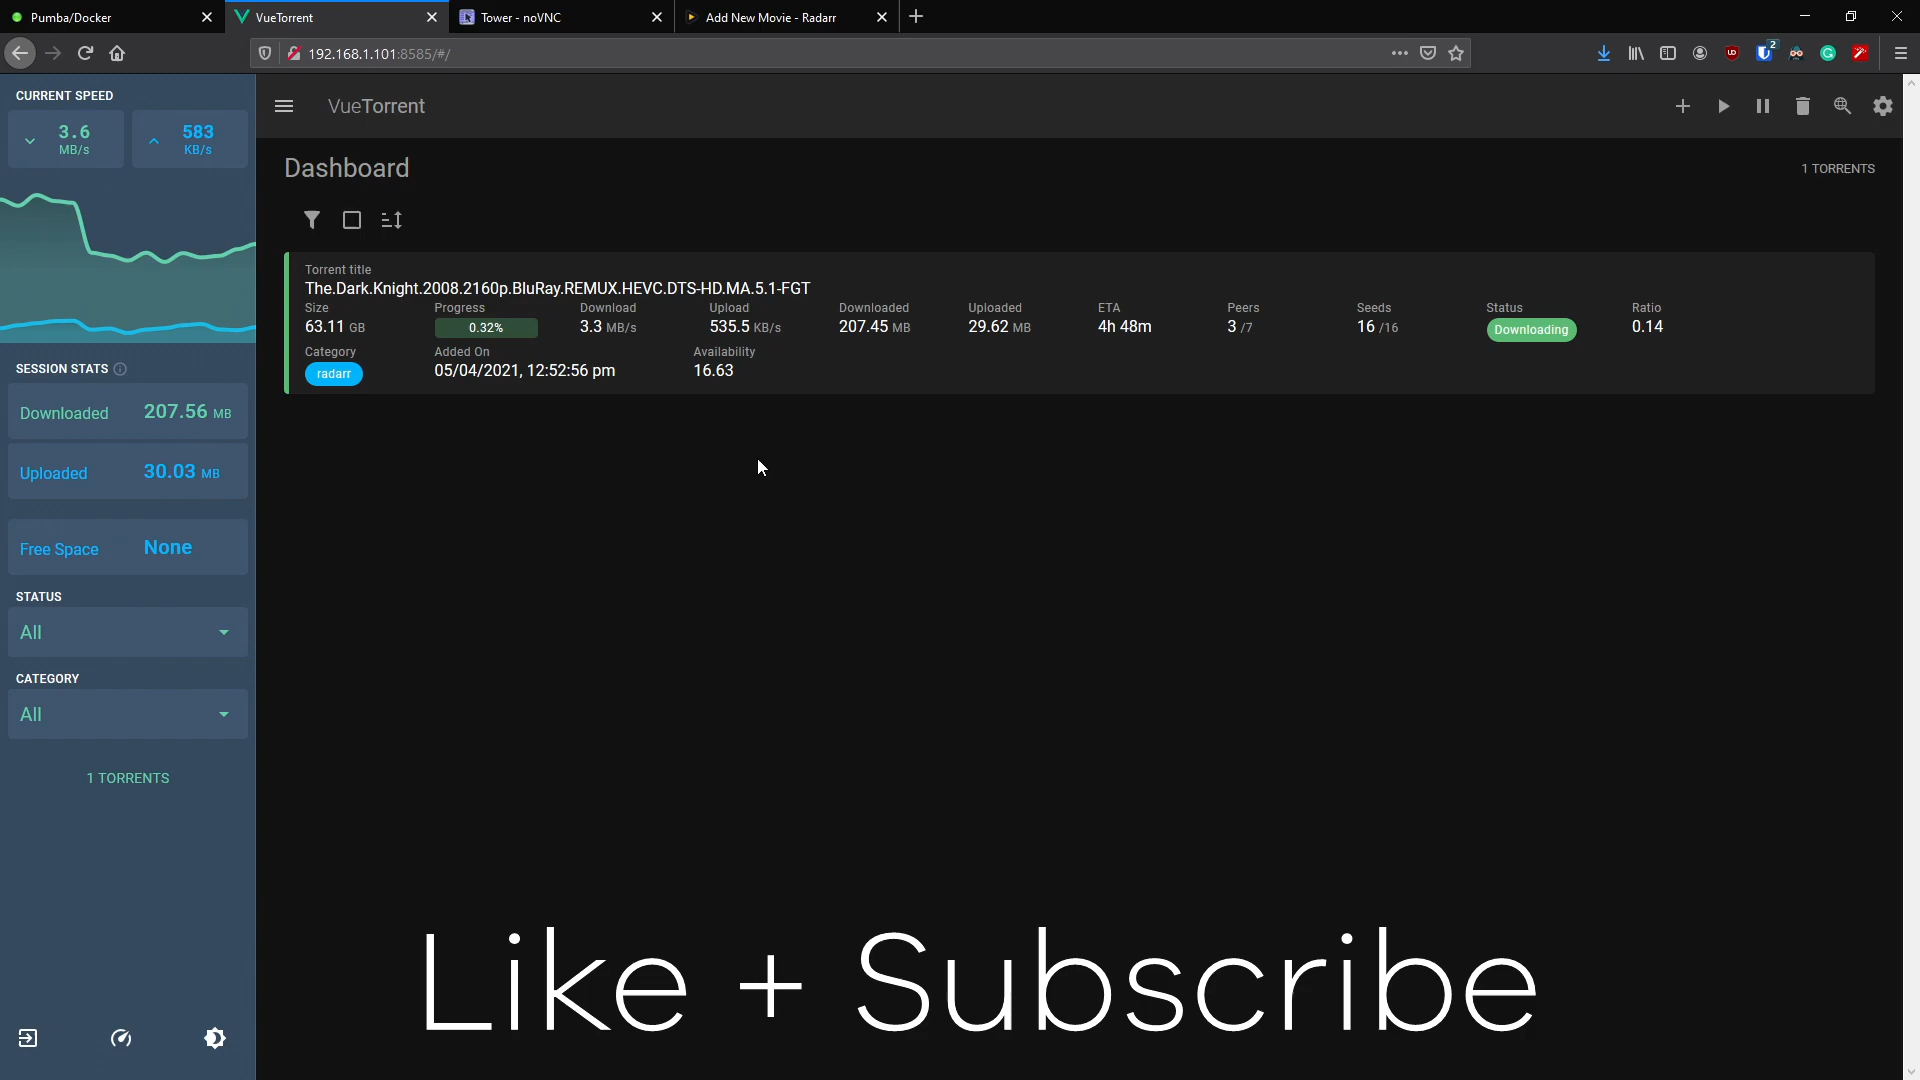 Pumba/Docker
VueTorrent
Tower - noVNC
Add New Movie - Radarr
192.168.1.101:8585/#/
2
CURRENT SPEED
3.6
MB/s
583
KB/s
VueTorrent
Dashboard
1 TORRENTS
Torrent title
The.Dark.Knight.2008.2160p.BluRay.REMUX.HEVC.DTS-HD.MA.5.1-FGT
Size Progress Download Upload Downloaded Uploaded ETA Peers Seeds Status Ratio
63.11 GB 0.32% 3.3 MB/s 535.5 KB/s 207.45 MB 29.62 MB 4h 48m 3 /7 16 /16 Downloading 0.14
Category Added On Availability
radarr 05/04/2021, 12:52:56 pm 16.63
SESSION STATS
Downloaded 207.56 MB
Uploaded 30.03 MB
Free Space None
STATUS
All
CATEGORY
All
1 TORRENTS
Like + Subscribe